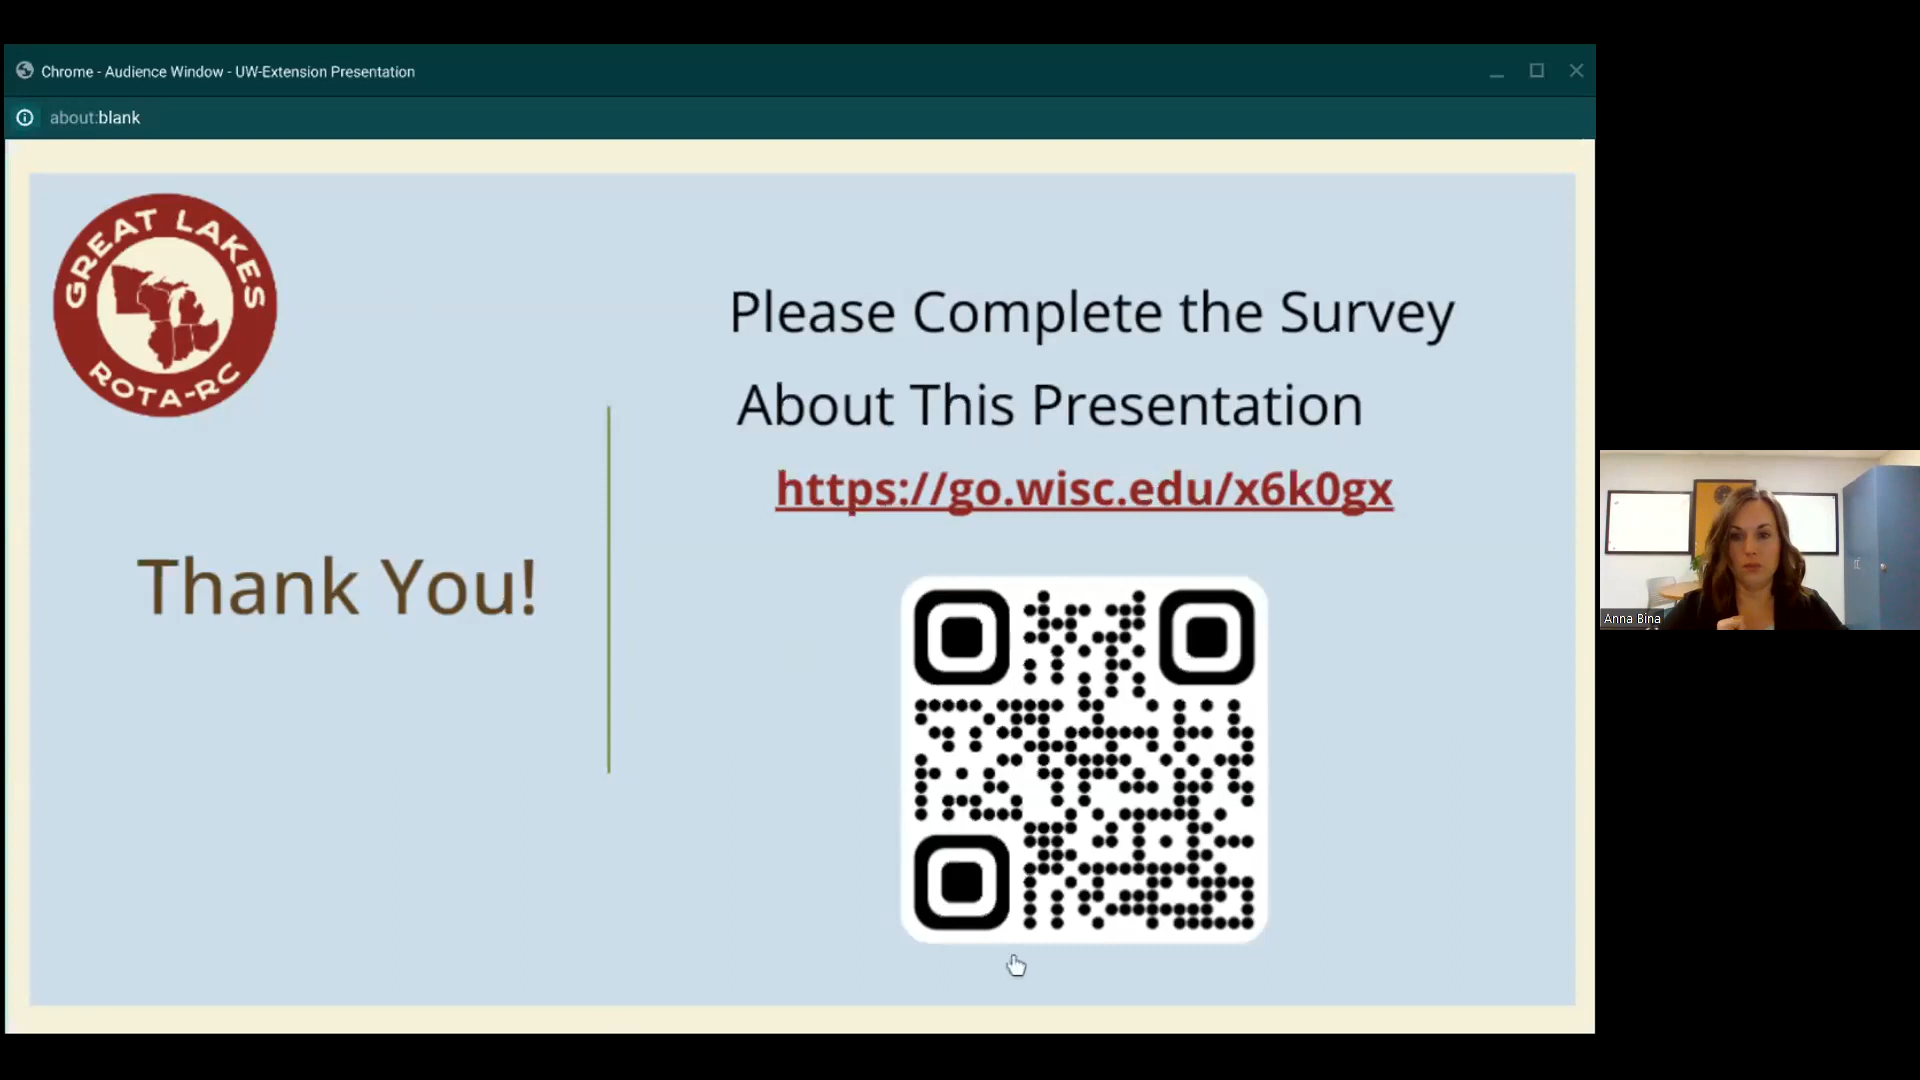 Chrome - Audience Window - UW-Extension Presentation
about:blank
GREAT LAKES
ROTA-RC
Please Complete the Survey
About This Presentation
https://go.wisc.edu/x6k0gx
Thank You!
Anna Bina